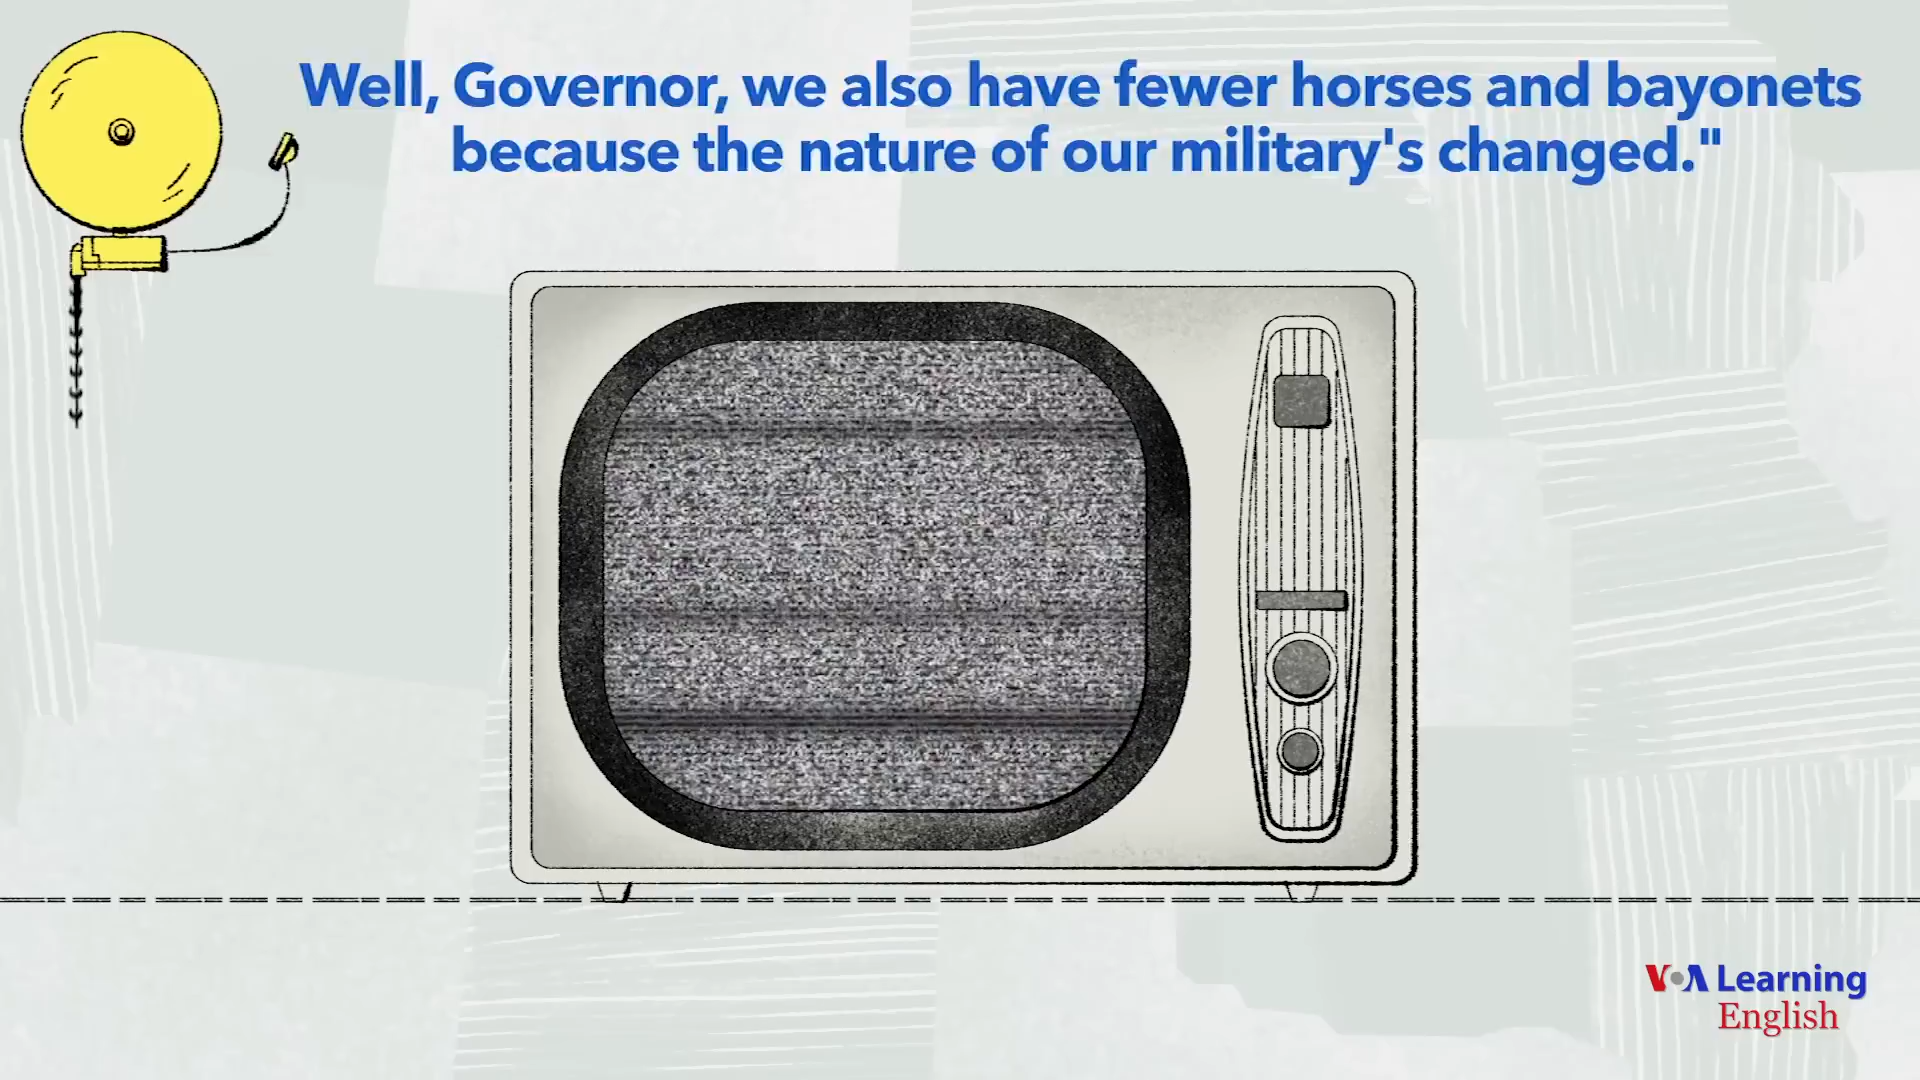 Well, Governor, we also have fewer horses and bayonets
because the nature of our military's changed."
VOA Learning
English